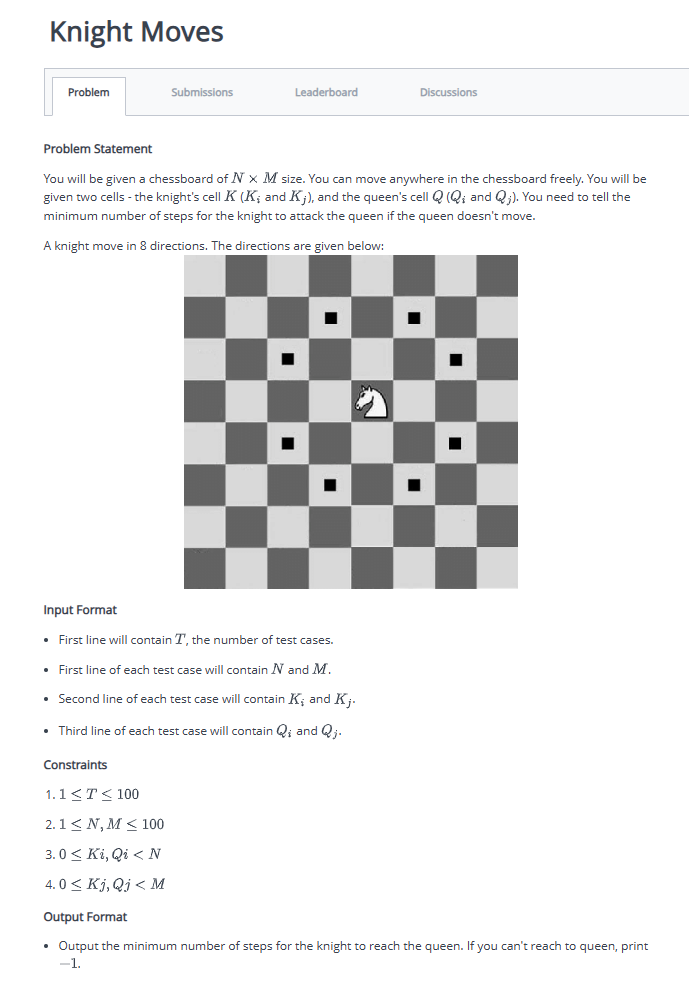 Knight Moves
Problem
Submissions
Leaderboard
Discussions
Problem Statement
You will be given a chessboard of N × M size. You can move anywhere in the chessboard freely. You will be
given two cells - the knight's cell K (K_i and K_j), and the queen's cell Q (Q_i and Q_j). You need to tell the
minimum number of steps for the knight to attack the queen if the queen doesn't move.
A knight move in 8 directions. The directions are given below:
Input Format
• First line will contain T, the number of test cases.
• First line of each test case will contain N and M.
• Second line of each test case will contain K_i and K_j.
• Third line of each test case will contain Q_i and Q_j.
Constraints
1. 1 ≤ T ≤ 100
2. 1 ≤ N, M ≤ 100
3. 0 ≤ Ki, Qi < N
4. 0 ≤ Kj, Qj < M
Output Format
• Output the minimum number of steps for the knight to reach the queen. If you can't reach to queen, print
−1.